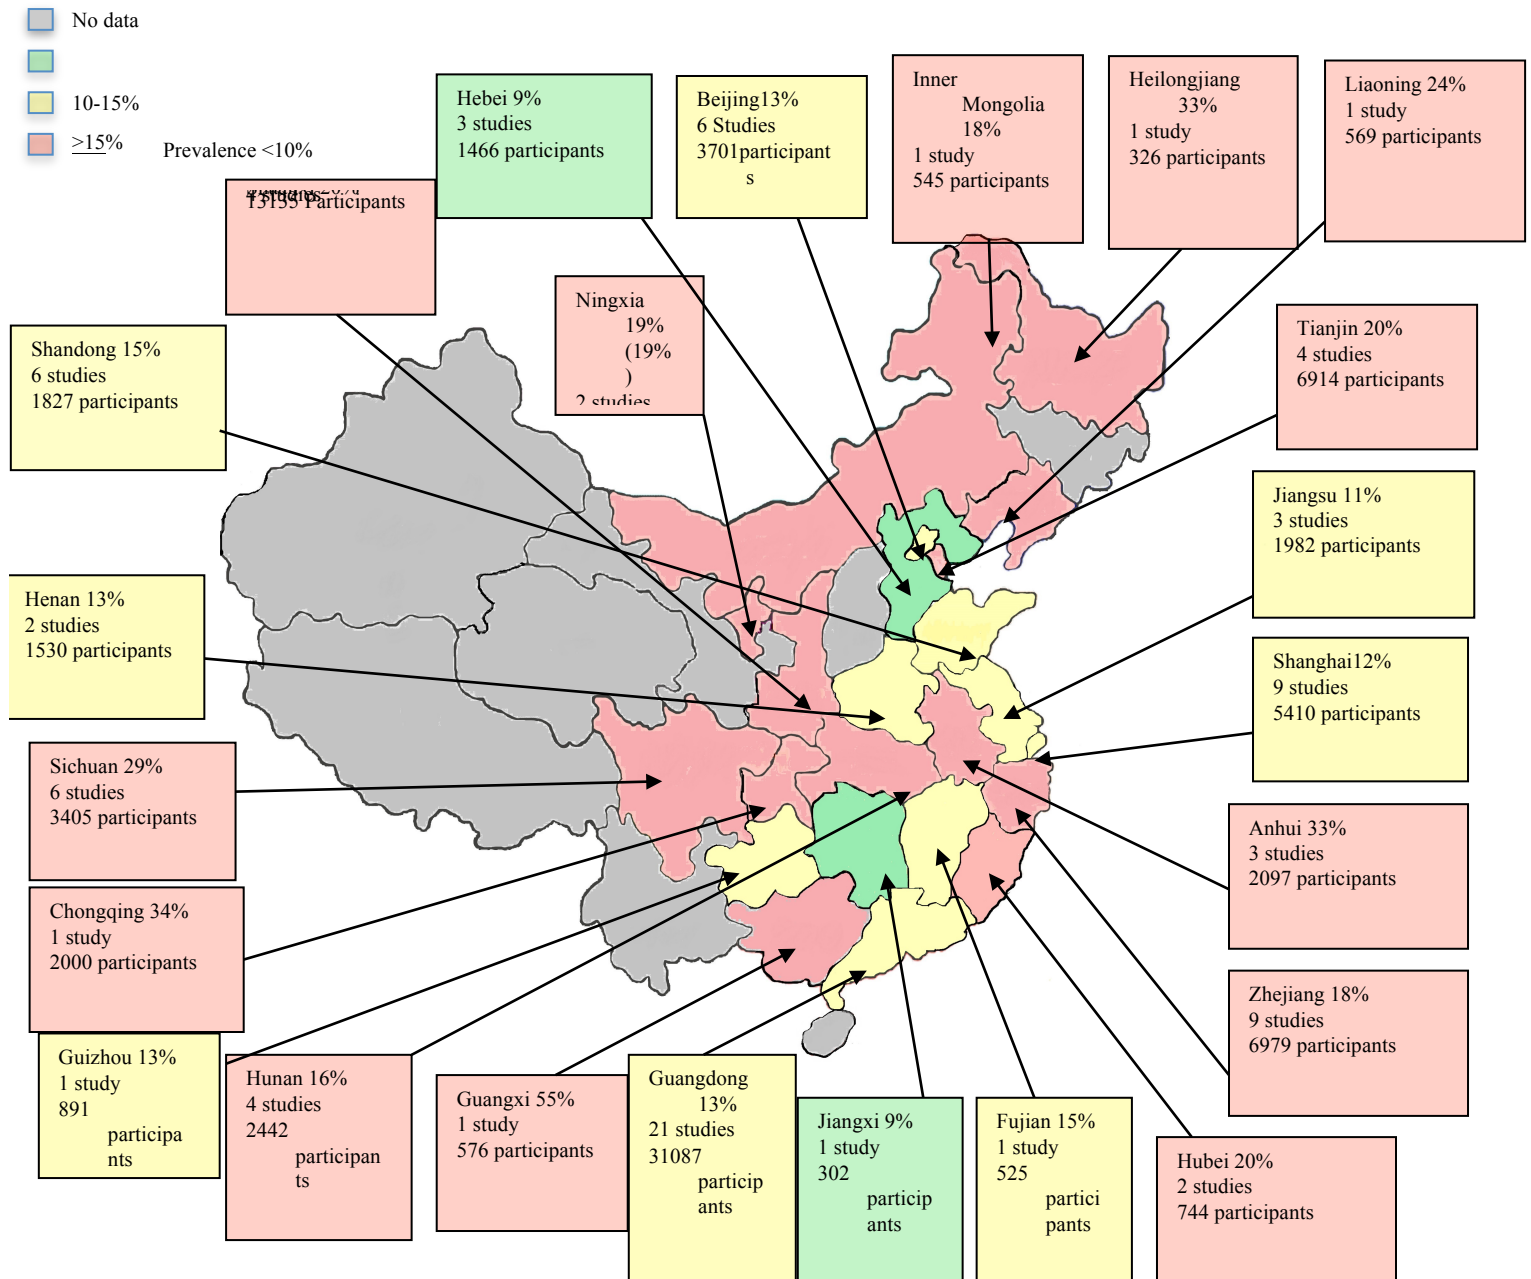 No data
10-15%
>15%
Prevalence <10%
Hebei 9%
3 studies
1466 participants
Beijing13%
6 Studies
3701participant
s
Inner
Mongolia
18%
1 study
545 participants
Heilongjiang
33%
1 study
326 participants
Liaoning 24%
1 study
569 participants
4 studies
13135 Participants
Ningxia
19%
(19%
)
2 studies
Tianjin 20%
4 studies
6914 participants
Shandong 15%
6 studies
1827 participants
Jiangsu 11%
3 studies
1982 participants
Henan 13%
2 studies
1530 participants
Shanghai12%
9 studies
5410 participants
Sichuan 29%
6 studies
3405 participants
Anhui 33%
3 studies
2097 participants
Chongqing 34%
1 study
2000 participants
Zhejiang 18%
9 studies
6979 participants
Guizhou 13%
1 study
891
participa
nts
Hunan 16%
4 studies
2442
participan
ts
Guangxi 55%
1 study
576 participants
Guangdong
13%
21 studies
31087
particip
ants
Jiangxi 9%
1 study
302
particip
ants
Fujian 15%
1 study
525
partici
pants
Hubei 20%
2 studies
744 participants